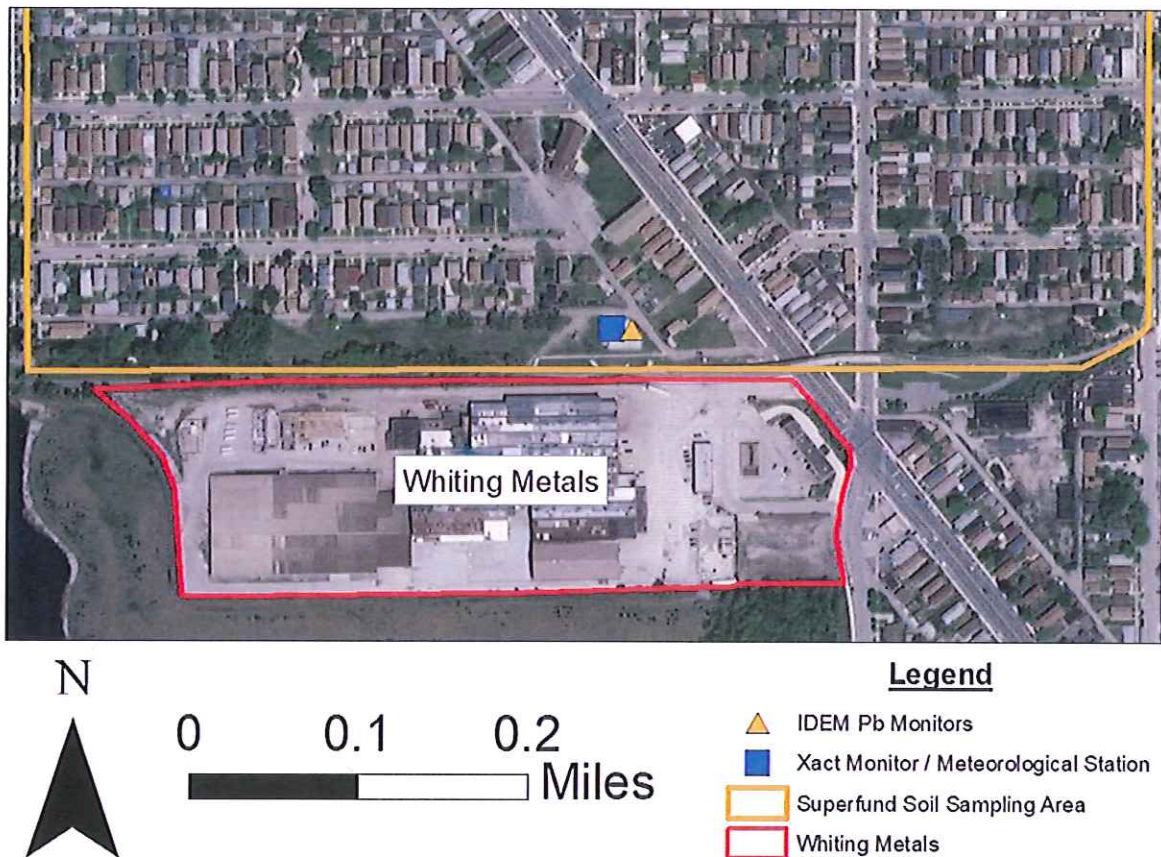 Whiting Metals
N
0 0.1 0.2
Miles
Legend
IDEM Pb Monitors
Xact Monitor / Meteorological Station
Superfund Soil Sampling Area
Whiting Metals